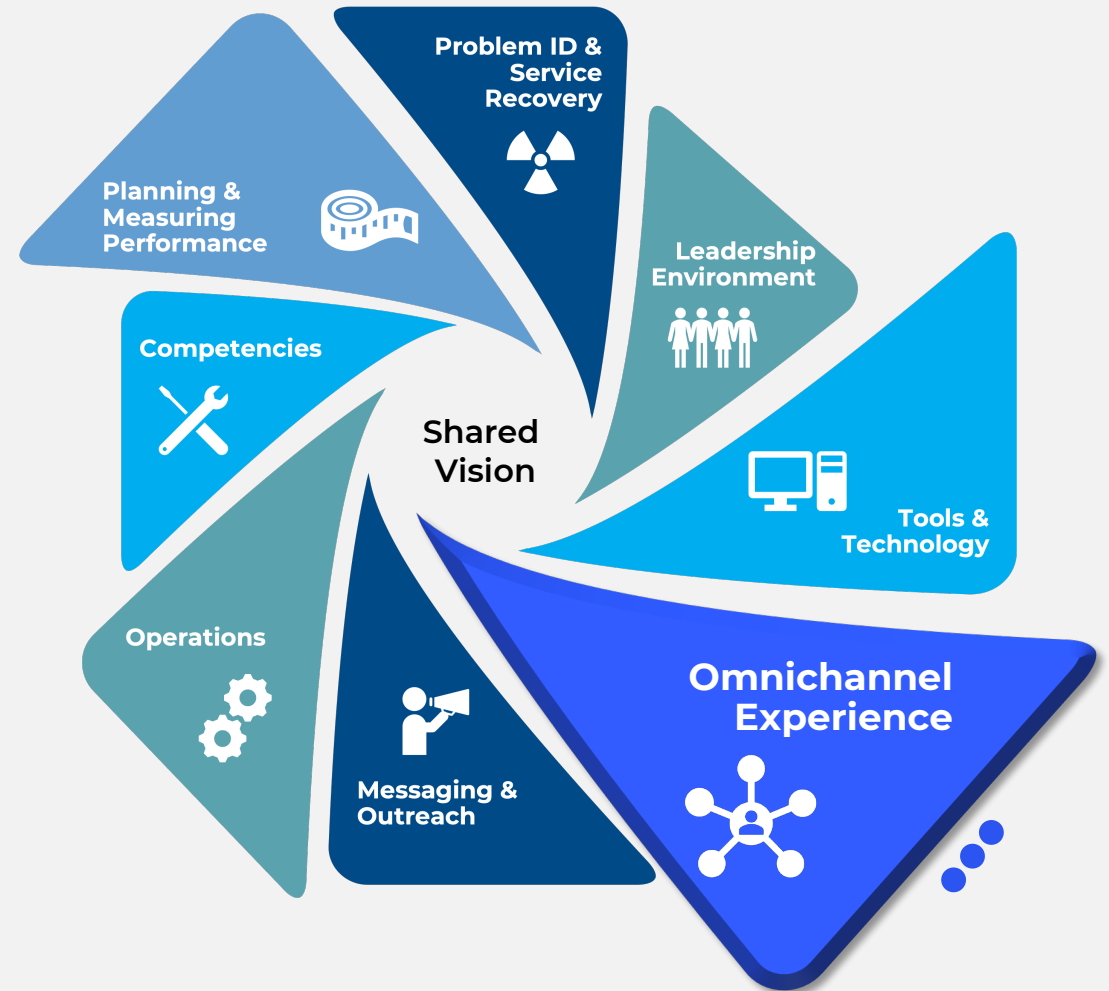 Problem ID &
Service
Recovery
Planning &
Measuring
Performance
Leadership
Environment
Competencies
Shared
Vision
Tools &
Technology
Operations
Omnichannel
Experience
Messaging &
Outreach